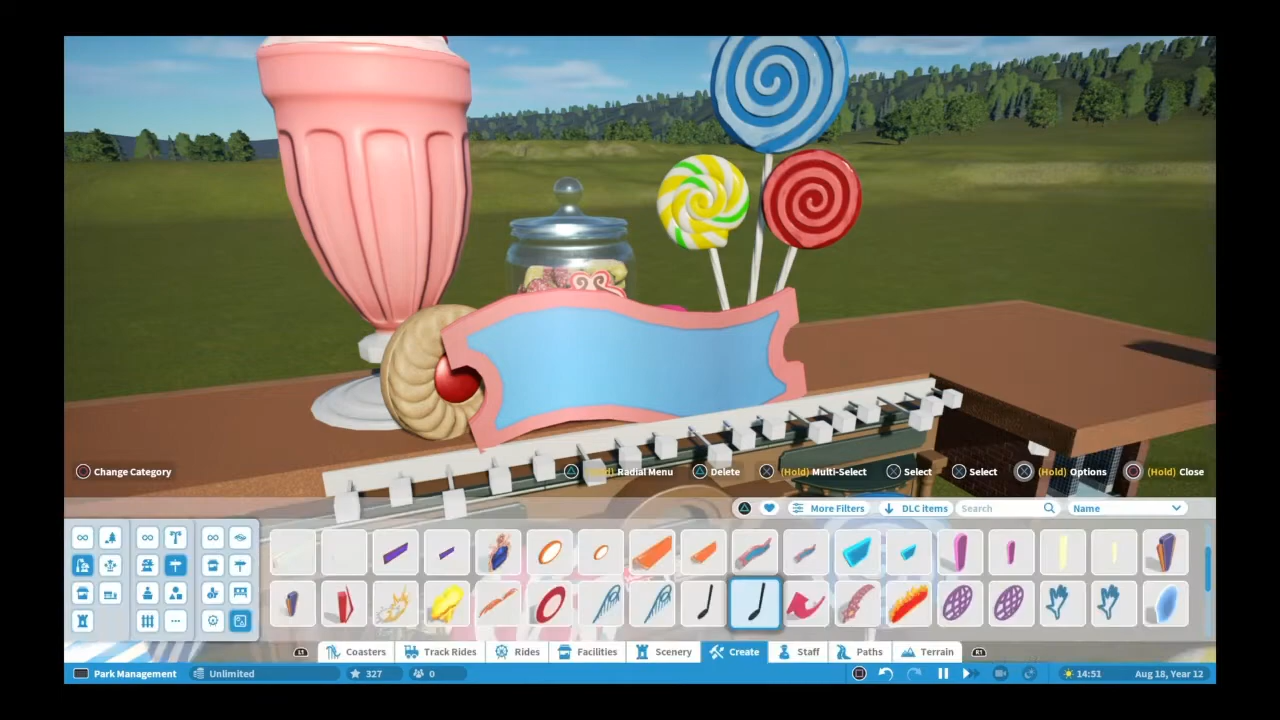 Change Category
(Hold) Radial Menu
Delete
(Hold) Multi-Select
Select
Select
(Hold) Options
(Hold) Close
More Filters
DLC items
Search
Name
L1
Coasters
Track Rides
Rides
Facilities
Scenery
Create
Staff
Paths
Terrain
R1
Park Management
Unlimited
327
0
14:51
Aug 18, Year 12